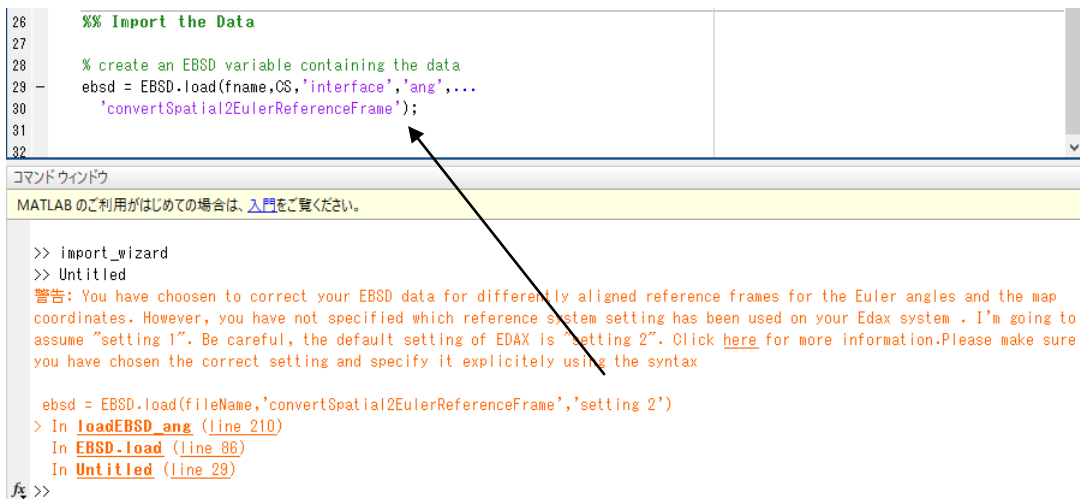 26 %% Import the Data
27
28 % create an EBSD variable containing the data
29 – ebsd = EBSD.load(fname,CS,'interface','ang',...
30 'convertSpatial2EulerReferenceFrame');
31
32
コマンド ウィンドウ
MATLAB のご利用がはじめての場合は、入門をご覧ください。
>> import_wizard
>> Untitled
警告: You have choosen to correct your EBSD data for differently aligned reference frames for the Euler angles and the map
coordinates. However, you have not specified which reference system setting has been used on your Edax system . I'm going to
assume "setting 1". Be careful, the default setting of EDAX is "setting 2". Click here for more information.Please make sure
you have chosen the correct setting and specify it explicitely using the syntax
ebsd = EBSD.load(fileName,'convertSpatial2EulerReferenceFrame','setting 2')
> In loadEBSD_ang (line 210)
In EBSD.load (line 86)
In Untitled (line 29)
fx >>